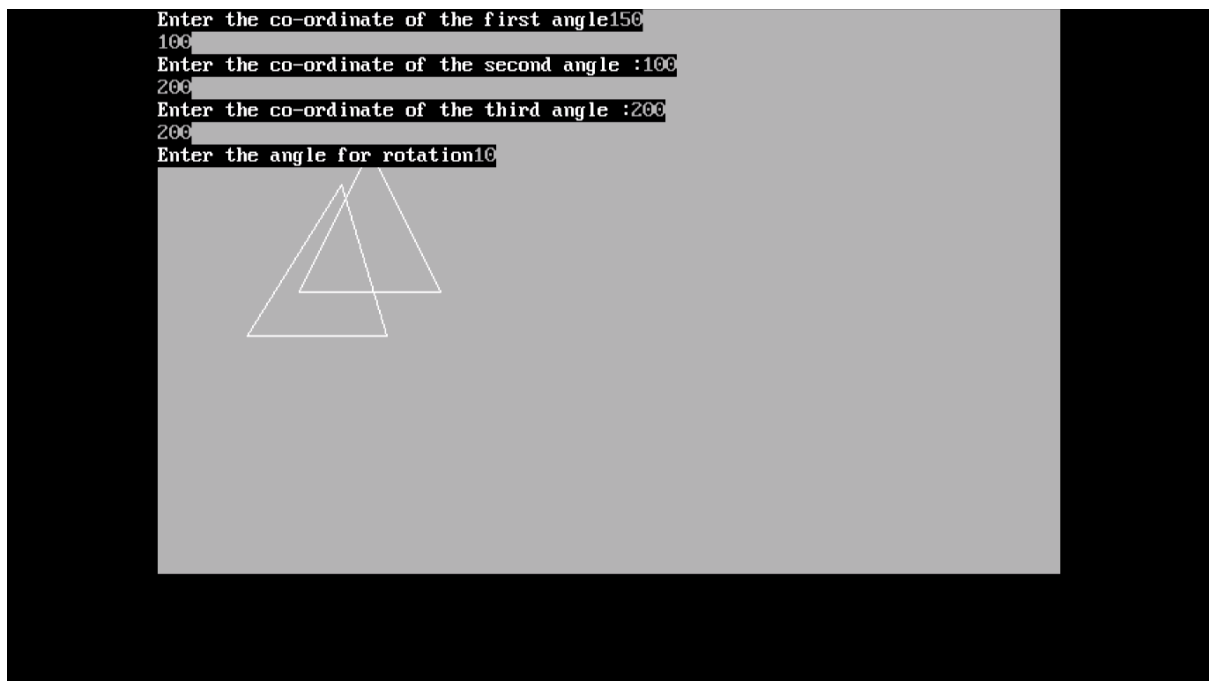 Enter the co-ordinate of the first angle150
100
Enter the co-ordinate of the second angle :100
200
Enter the co-ordinate of the third angle :200
200
Enter the angle for rotation10